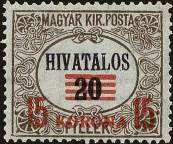 MAGYAR KIR. POSTA
HIVATALOS
20
15 KORONA 15
FILLÉR